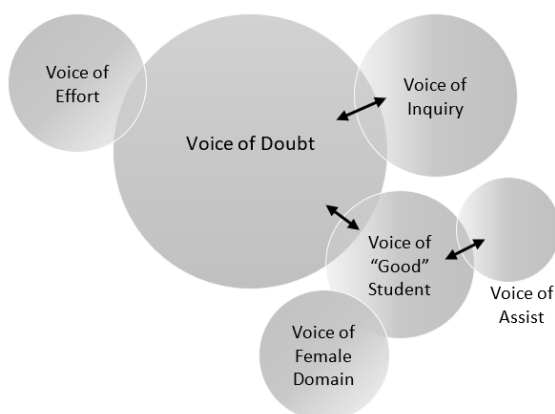 Voice of
Effort
Voice of Doubt
Voice of
Inquiry
Voice of
“Good”
Student
Voice of
Assist
Voice of
Female
Domain